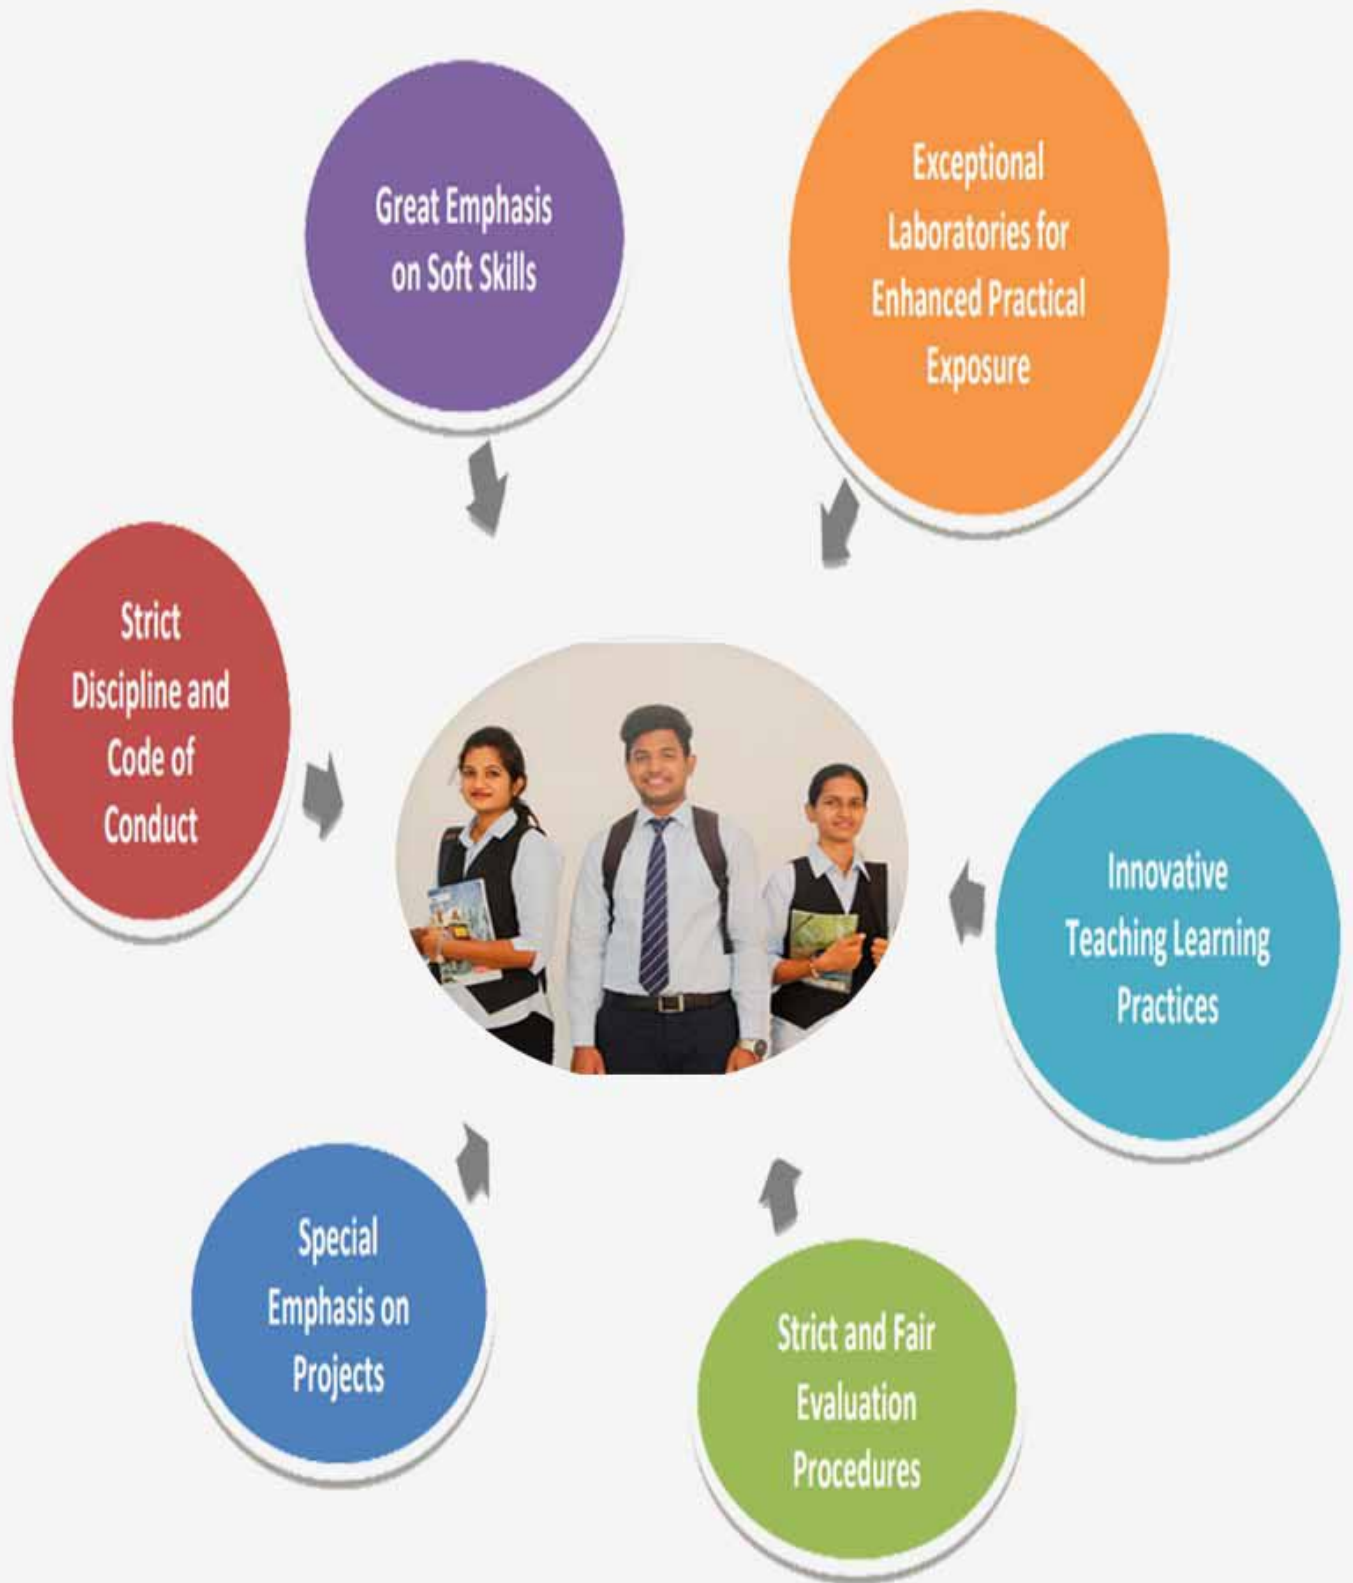 Great Emphasis
on Soft Skills
Exceptional
Laboratories for
Enhanced Practical
Exposure
Strict
Discipline and
Code of
Conduct
Innovative
Teaching Learning
Practices
Special
Emphasis on
Projects
Strict and Fair
Evaluation
Procedures